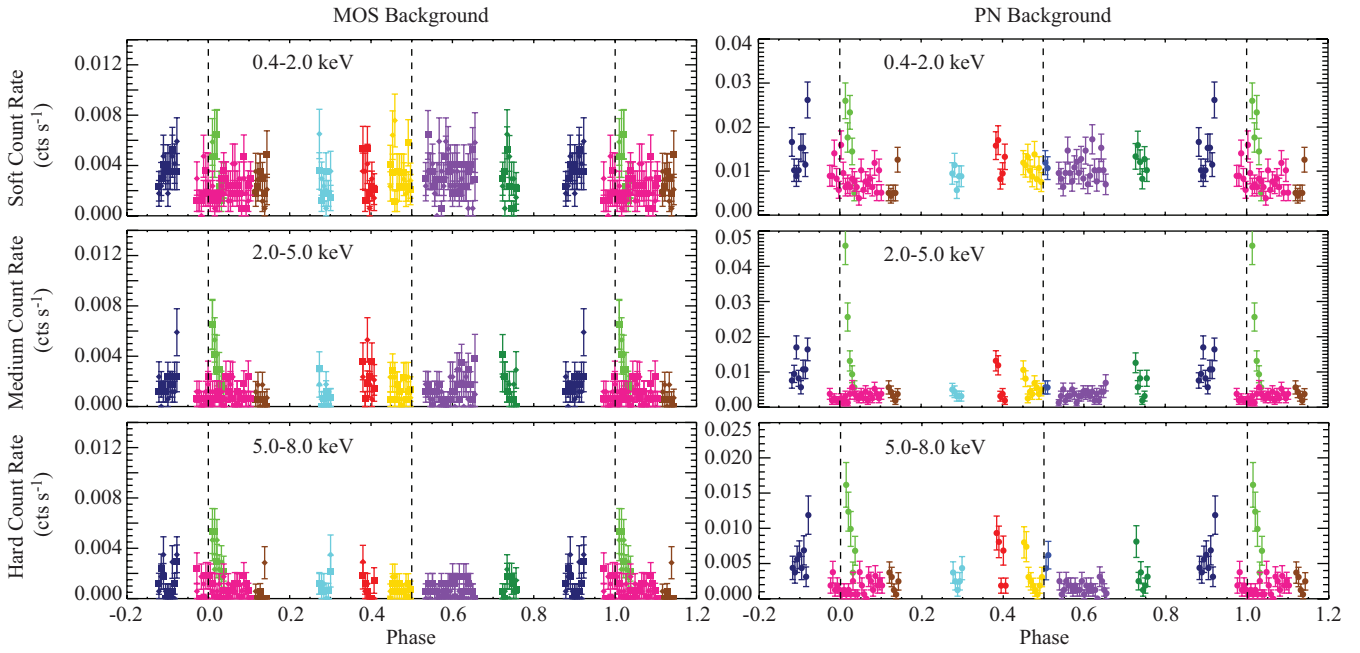 MOS Background
PN Background
Soft Count Rate
(cts s⁻¹)
0.012
0.008
0.004
0.000
0.4-2.0 keV
0.04
0.03
0.02
0.01
0.00
0.4-2.0 keV
Medium Count Rate
(cts s⁻¹)
0.012
0.008
0.004
0.000
2.0-5.0 keV
0.05
0.04
0.03
0.02
0.01
0.00
2.0-5.0 keV
Hard Count Rate
(cts s⁻¹)
0.012
0.008
0.004
0.000
5.0-8.0 keV
0.025
0.020
0.015
0.010
0.005
0.000
5.0-8.0 keV
-0.2 0.0 0.2 0.4 0.6 0.8 1.0 1.2
-0.2 0.0 0.2 0.4 0.6 0.8 1.0 1.2
Phase
Phase